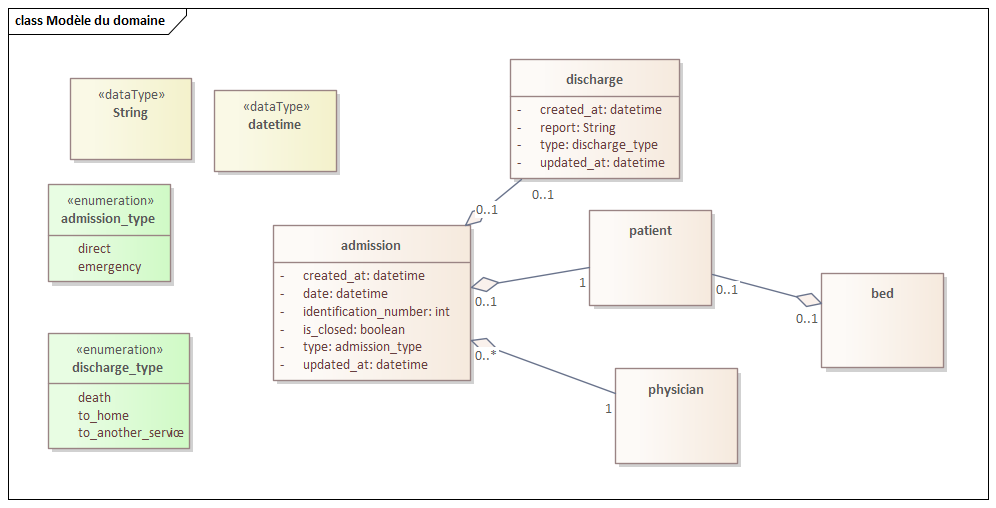 class Modèle du domaine
«dataType»
String
«dataType»
datetime
«enumeration»
admission_type
direct
emergency
«enumeration»
discharge_type
death
to_home
to_another_service
discharge
- created_at: datetime
- report: String
- type: discharge_type
- updated_at: datetime
0..1
0..1
admission
- created_at: datetime
- date: datetime
- identification_number: int
- is_closed: boolean
- type: admission_type
- updated_at: datetime
patient
0..1
1
0..1
0..1
bed
0..*
1
physician